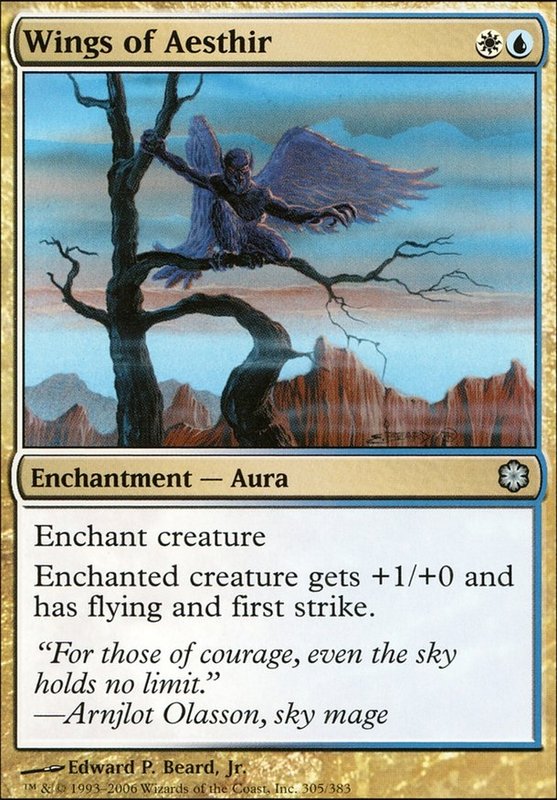 Wings of Aesthir
E. BEARD JR
Enchantment — Aura
Enchant creature
Enchanted creature gets +1/+0 and
has flying and first strike.
“For those of courage, even the sky
holds no limit.”
—Arnjlot Olasson, sky mage
Edward P. Beard, Jr.
™ & © 1993–2006 Wizards of the Coast, Inc. 305/383